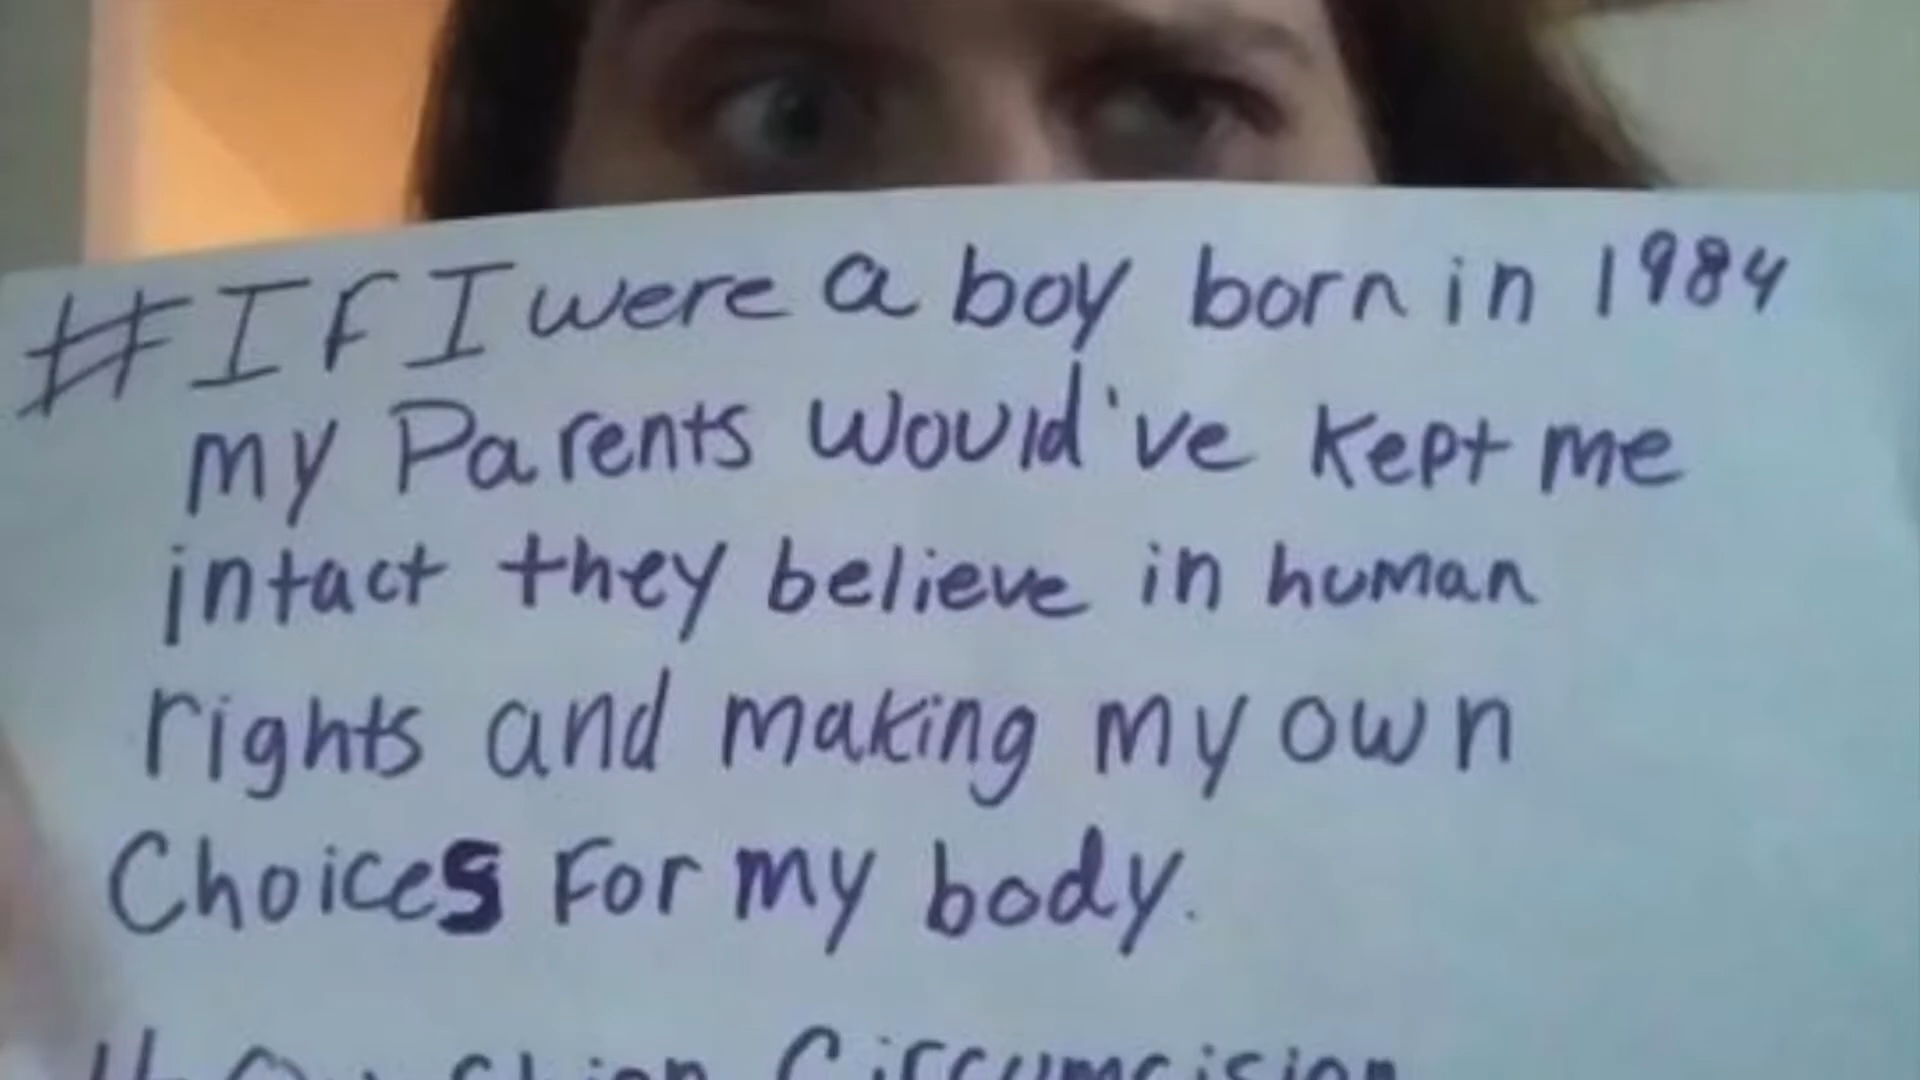 #IF I were a boy born in 1984
my Parents would've kept me
intact they believe in human
rights and making my own
Choices For my body.
Circumcision